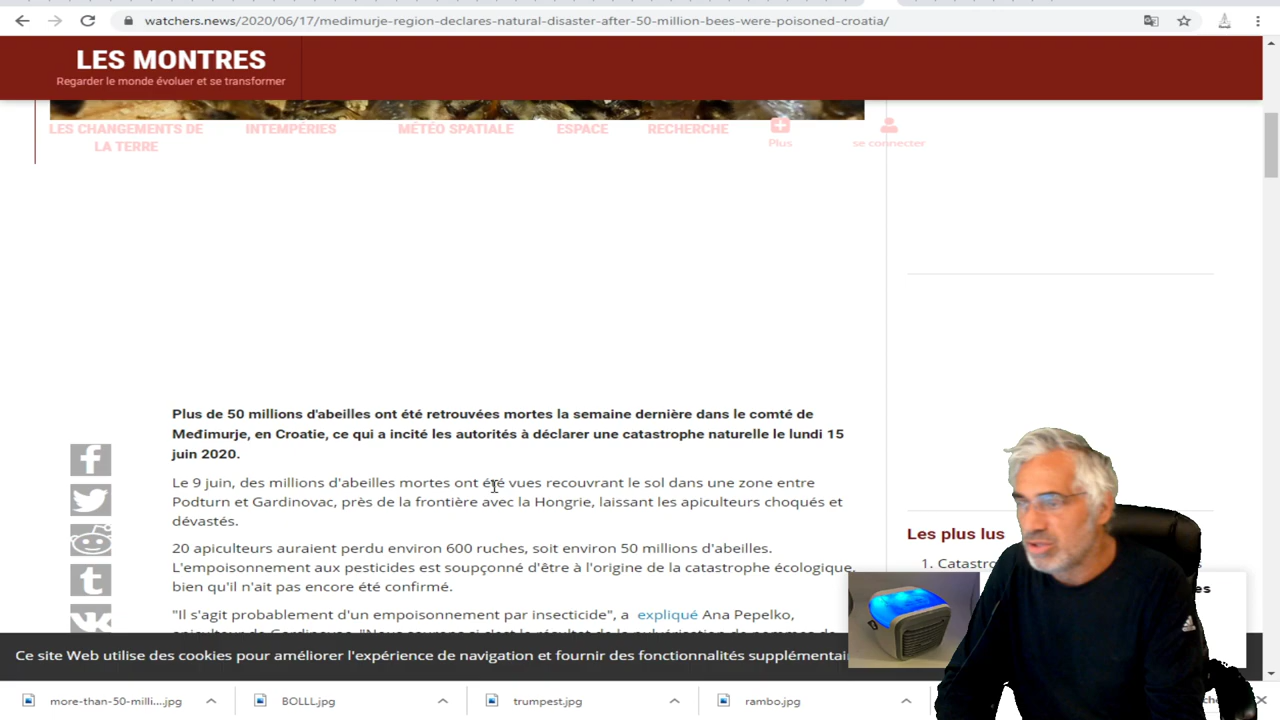 watchers.news/2020/06/17/medimurje-region-declares-natural-disaster-after-50-million-bees-were-poisoned-croatia/
LES MONTRES
Regarder le monde évoluer et se transformer
LES CHANGEMENTS DE
LA TERRE
INTEMPÉRIES
MÉTÉO SPATIALE
ESPACE
RECHERCHE
Plus
se connecter
Plus de 50 millions d'abeilles ont été retrouvées mortes la semaine dernière dans le comté de
Međimurje, en Croatie, ce qui a incité les autorités à déclarer une catastrophe naturelle le lundi 15
juin 2020.
Le 9 juin, des millions d'abeilles mortes ont été vues recouvrant le sol dans une zone entre
Podturn et Gardinovac, près de la frontière avec la Hongrie, laissant les apiculteurs choqués et
dévastés.
20 apiculteurs auraient perdu environ 600 ruches, soit environ 50 millions d'abeilles.
L'empoisonnement aux pesticides est soupçonné d'être à l'origine de la catastrophe écologique,
bien qu'il n'ait pas encore été confirmé.
"Il s'agit probablement d'un empoisonnement par insecticide", a expliqué Ana Pepelko,
Les plus lus
1. Catastro
Ce site Web utilise des cookies pour améliorer l'expérience de navigation et fournir des fonctionnalités supplémentai
more-than-50-milli....jpg
BOLLL.jpg
trumpest.jpg
rambo.jpg